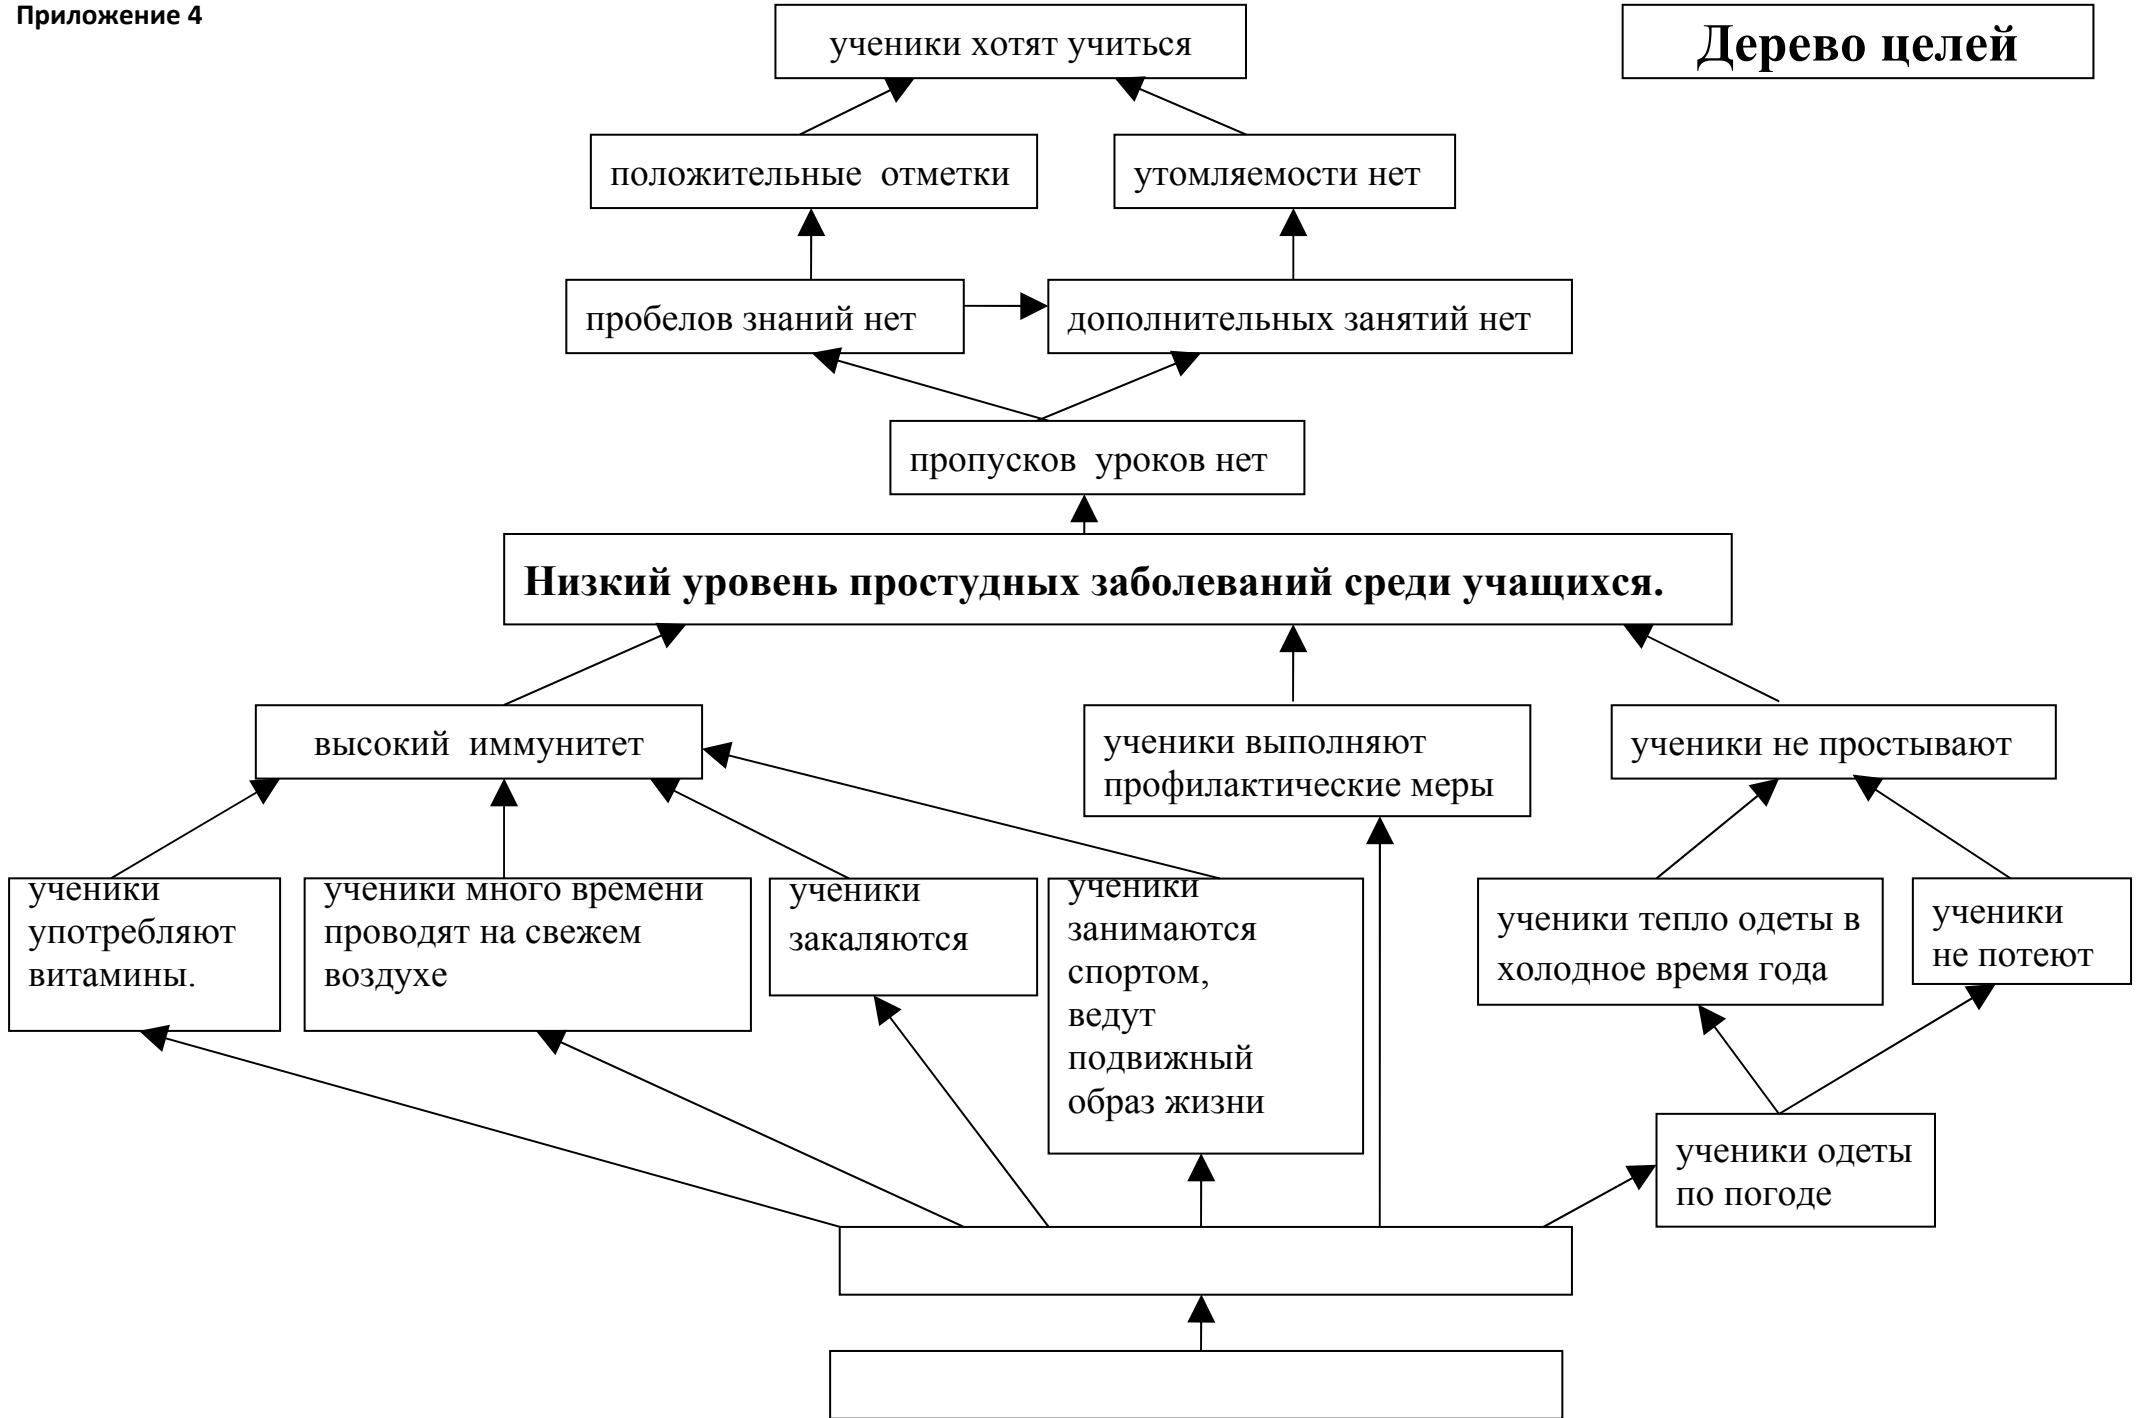 Приложение 4
ученики хотят учиться
Дерево целей
положительные отметки
утомляемости нет
пробелов знаний нет
дополнительных занятий нет
пропусков уроков нет
Низкий уровень простудных заболеваний среди учащихся.
высокий иммунитет
ученики выполняют
профилактические меры
ученики не простывают
ученики
употребляют
витамины.
ученики много времени
проводят на свежем
воздухе
ученики
закаляются
ученики
занимаются
спортом,
ведут
подвижный
образ жизни
ученики тепло одеты в
холодное время года
ученики
не потеют
ученики одеты
по погоде